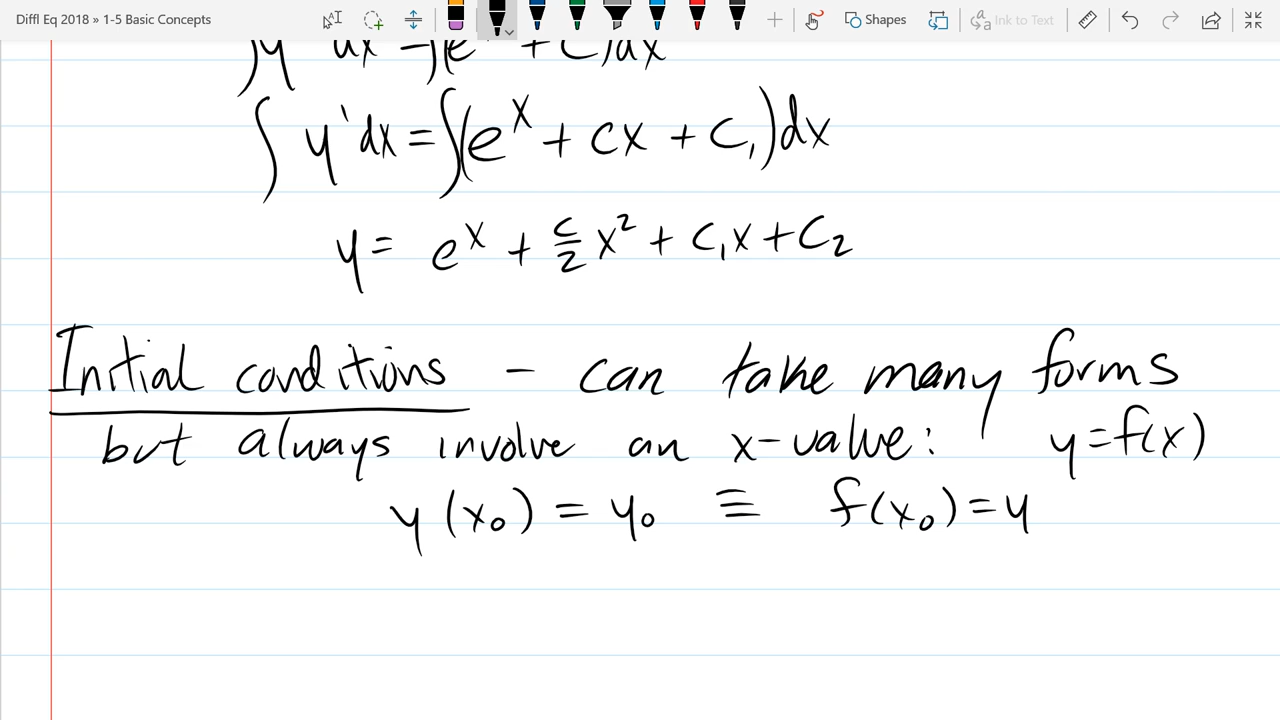 Diffl Eq 2018 » 1-5 Basic Concepts
Shapes
Ink to Text
∫ y' dx = ∫(e^x + cx + c₁) dx
y = e^x + c/2 x² + c₁x + c₂
Initial conditions - can take many forms
but always involve an x-value: y = f(x)
y(x₀) = y₀ ≡ f(x₀) = y